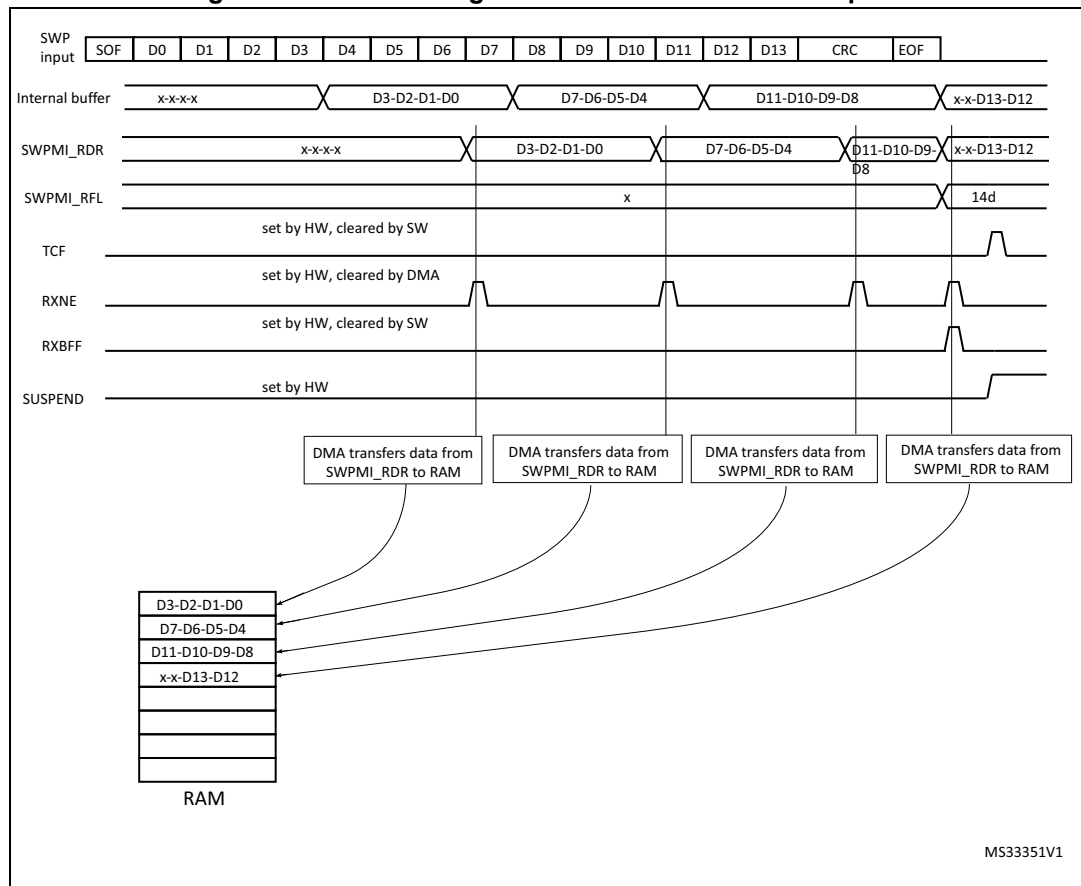 SWP
input SOF D0 D1 D2 D3 D4 D5 D6 D7 D8 D9 D10 D11 D12 D13 CRC EOF
Internal buffer x-x-x-x D3-D2-D1-D0 D7-D6-D5-D4 D11-D10-D9-D8 x-x-D13-D12
SWPMI_RDR x-x-x-x D3-D2-D1-D0 D7-D6-D5-D4 D11-D10-D9- x-x-D13-D12
D8
SWPMI_RFL x 14d
set by HW, cleared by SW
TCF
set by HW, cleared by DMA
RXNE
set by HW, cleared by SW
RXBFF
set by HW
SUSPEND
DMA transfers data from
SWPMI_RDR to RAM
DMA transfers data from
SWPMI_RDR to RAM
DMA transfers data from
SWPMI_RDR to RAM
DMA transfers data from
SWPMI_RDR to RAM
D3-D2-D1-D0
D7-D6-D5-D4
D11-D10-D9-D8
x-x-D13-D12
RAM
MS33351V1